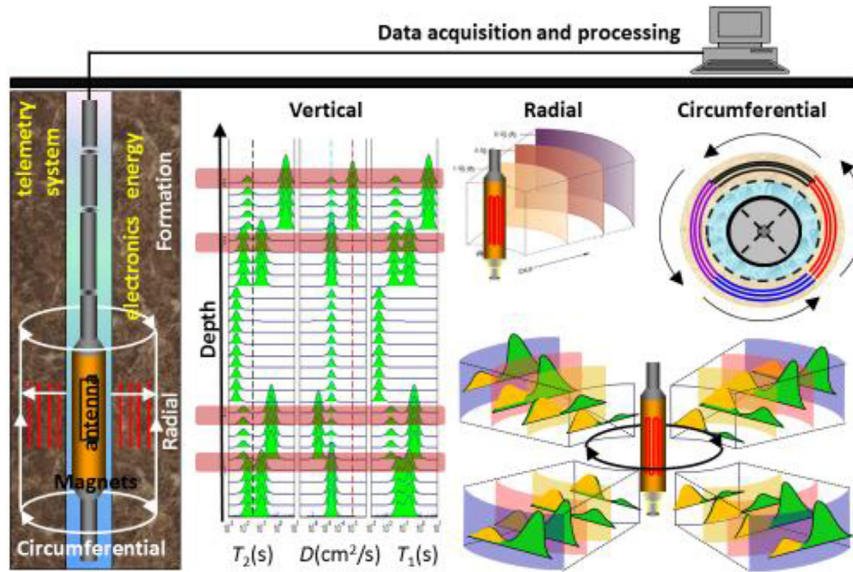 Data acquisition and processing
Vertical
Radial
Circumferential
telemetry
system
energy
electronics
Formation
antenna
Radial
Magnets
Circumferential
Depth
T₂(s)
D(cm²/s)
T₁(s)